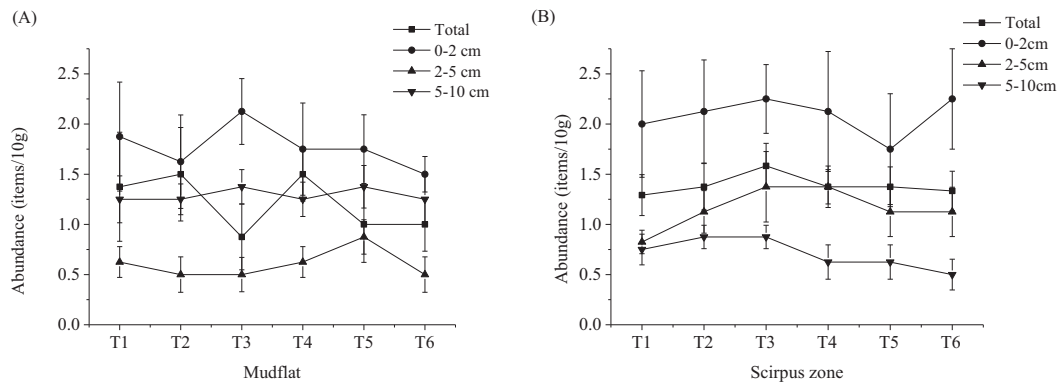 (A)
Total
0-2 cm
2-5 cm
5-10 cm
2.5
2.0
1.5
1.0
0.5
0.0
Abundance (items/10g)
T1 T2 T3 T4 T5 T6
Mudflat
(B)
Total
0-2cm
2-5cm
5-10cm
2.5
2.0
1.5
1.0
0.5
0.0
Abundance (items/10g)
T1 T2 T3 T4 T5 T6
Scirpus zone